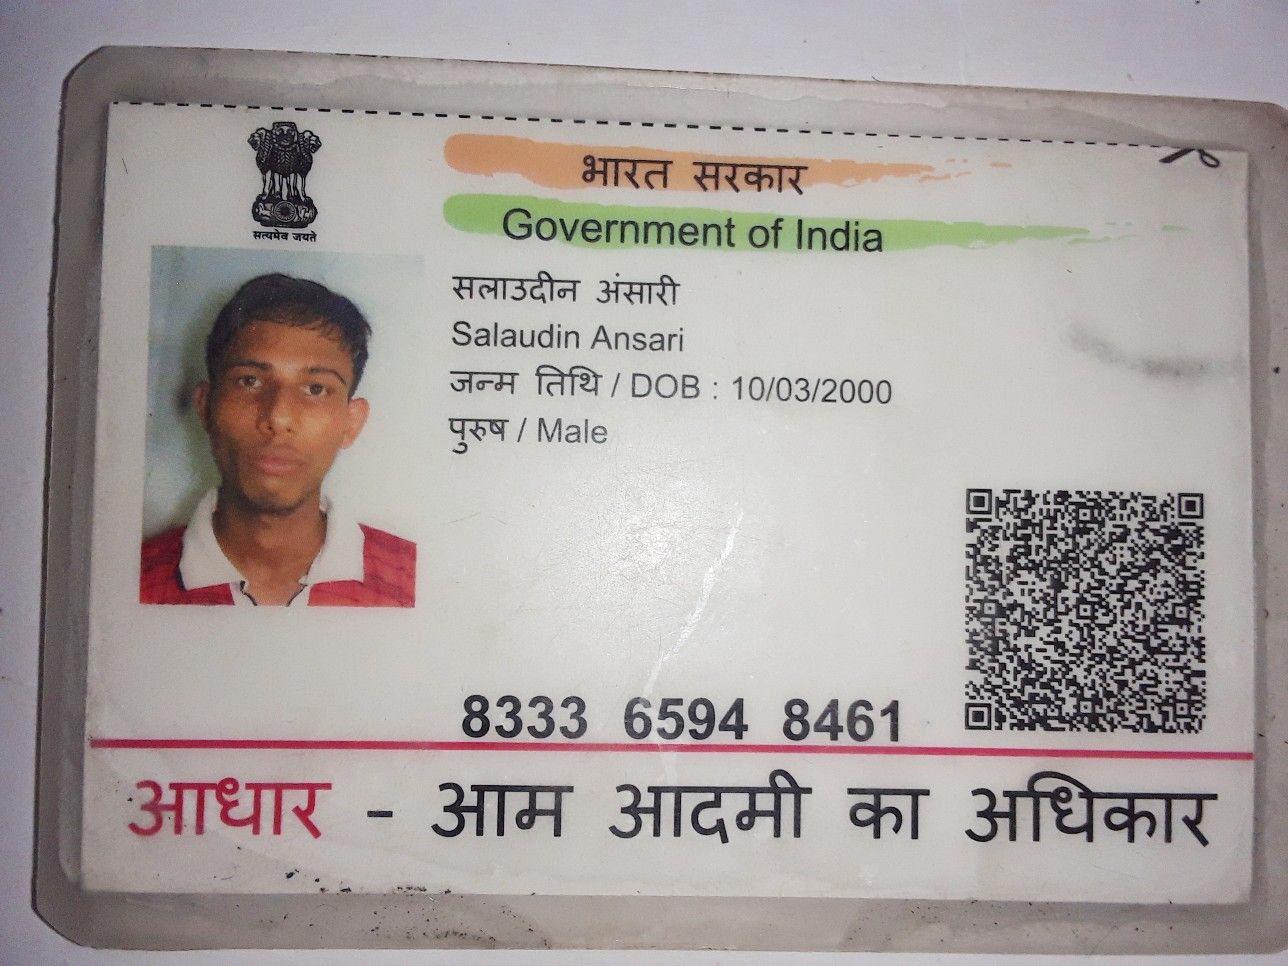 सत्यमेव जयते
भारत सरकार
Government of India
सलाउदीन अंसारी
Salaudin Ansari
जन्म तिथि / DOB : 10/03/2000
पुरुष / Male
8333 6594 8461
आधार - आम आदमी का अधिकार